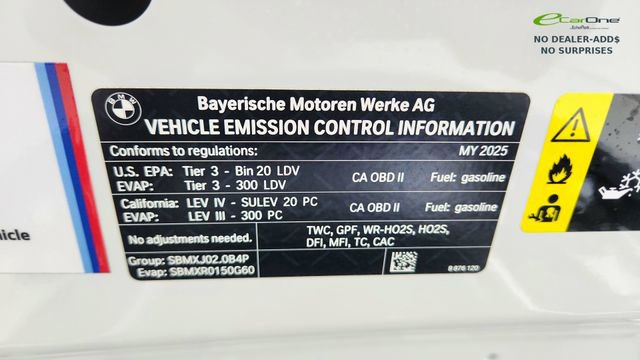 eCarOne
NO DEALER-ADD$
NO SURPRISES
BMW
Bayerische Motoren Werke AG
VEHICLE EMISSION CONTROL INFORMATION
Conforms to regulations: MY 2025
U.S. EPA: Tier 3 - Bin 20 LDV CA OBD II Fuel: gasoline
EVAP: Tier 3 - 300 LDV
California: LEV IV - SULEV 20 PC CA OBD II Fuel: gasoline
EVAP: LEV III - 300 PC
No adjustments needed.
TWC, GPF, WR-HO2S, HO2S,
DFI, MFI, TC, CAC
Group: SBMXJ02.0B4P
Evap: SBMXR0150G60
8 876 120
hicle